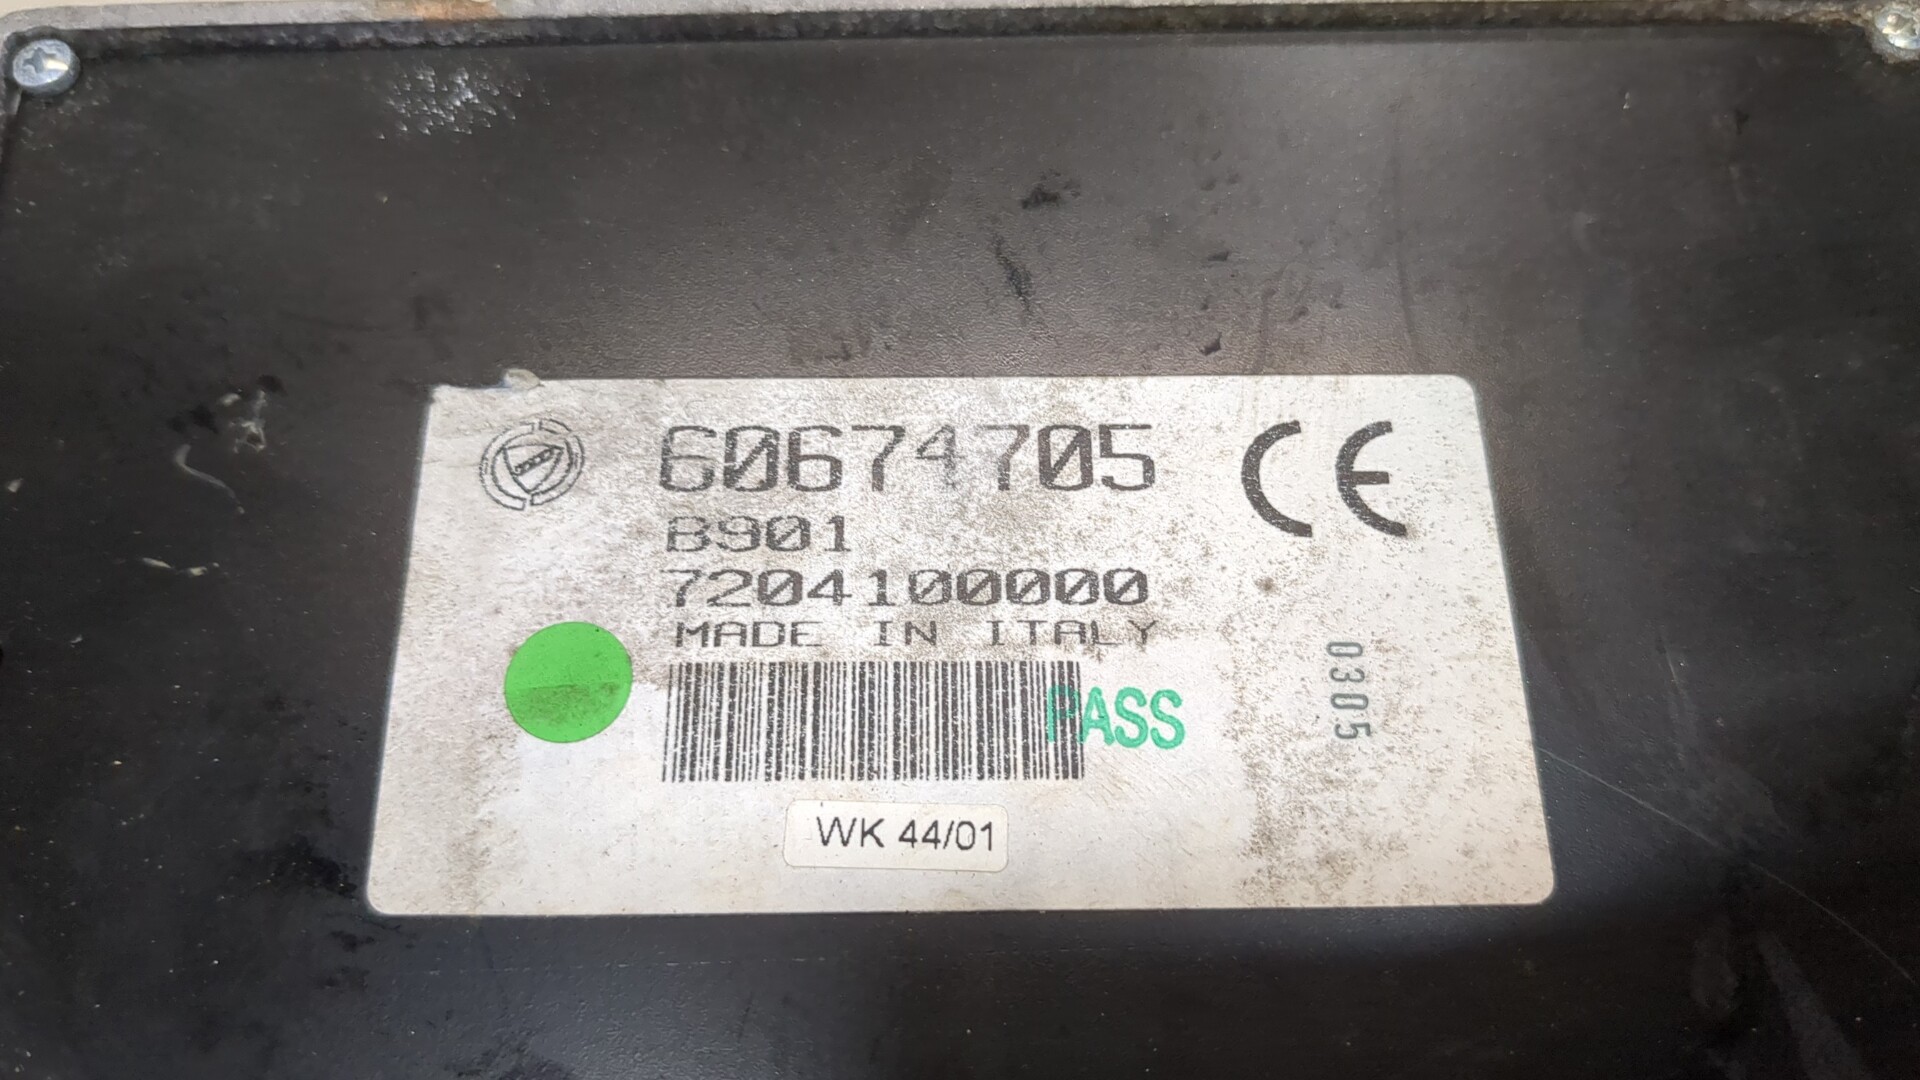 60674705
CE
B901
7204100000
MADE IN ITALY
PASS
0305
WK 44/01